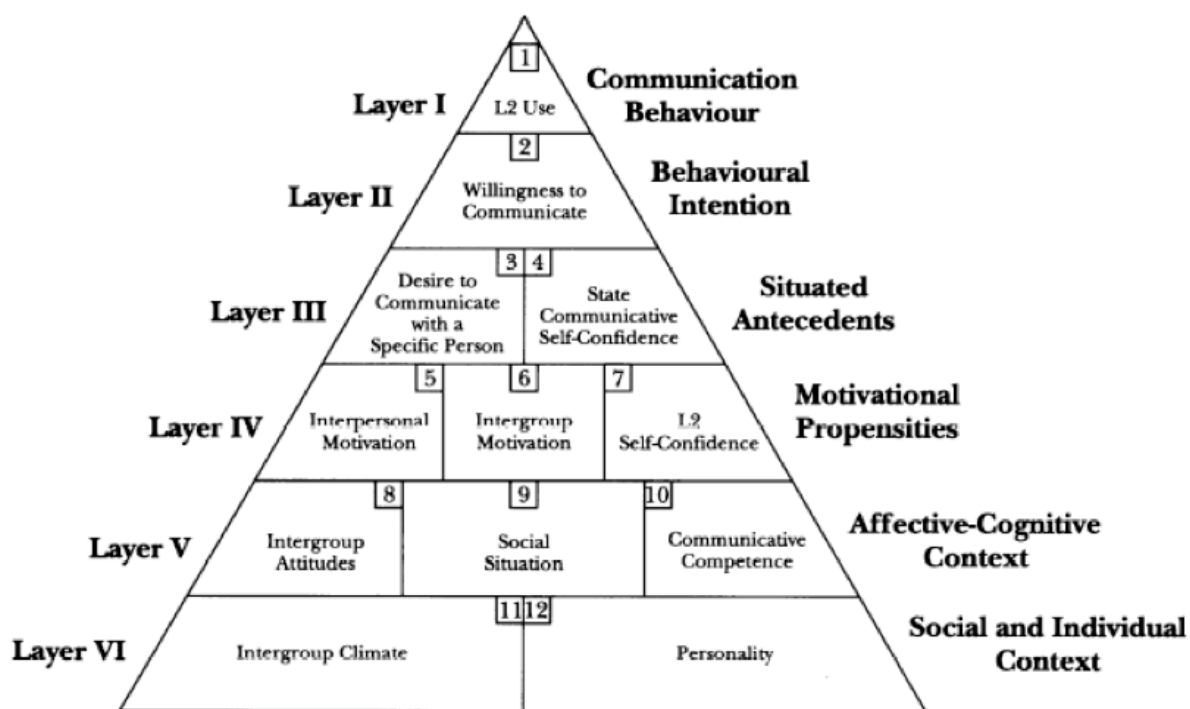 1
Layer I
L2 Use
Communication
Behaviour
2
Layer II
Willingness to
Communicate
Behavioural
Intention
3 4
Layer III
Desire to
Communicate
with a
Specific Person
State
Communicative
Self-Confidence
Situated
Antecedents
5 6 7
Layer IV
Interpersonal
Motivation
Intergroup
Motivation
L2
Self-Confidence
Motivational
Propensities
8 9 10
Layer V
Intergroup
Attitudes
Social
Situation
Communicative
Competence
Affective-Cognitive
Context
11 12
Layer VI
Intergroup Climate
Personality
Social and Individual
Context